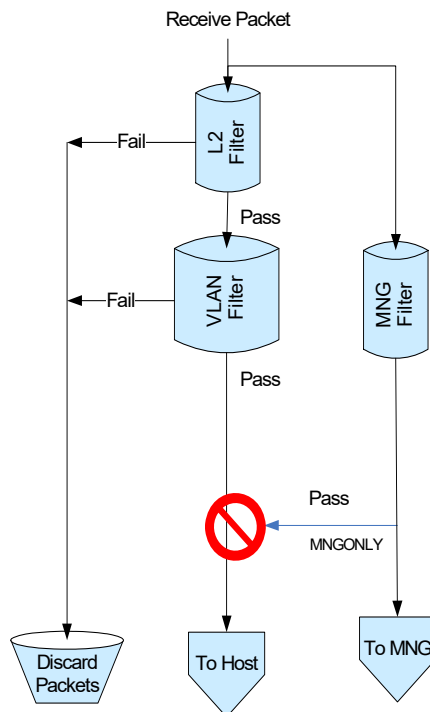 Receive Packet
L2
Filter
Fail
Pass
VLAN
Filter
MNG
Filter
Fail
Pass
Pass
MNGONLY
To Host
To MNG
Discard
Packets